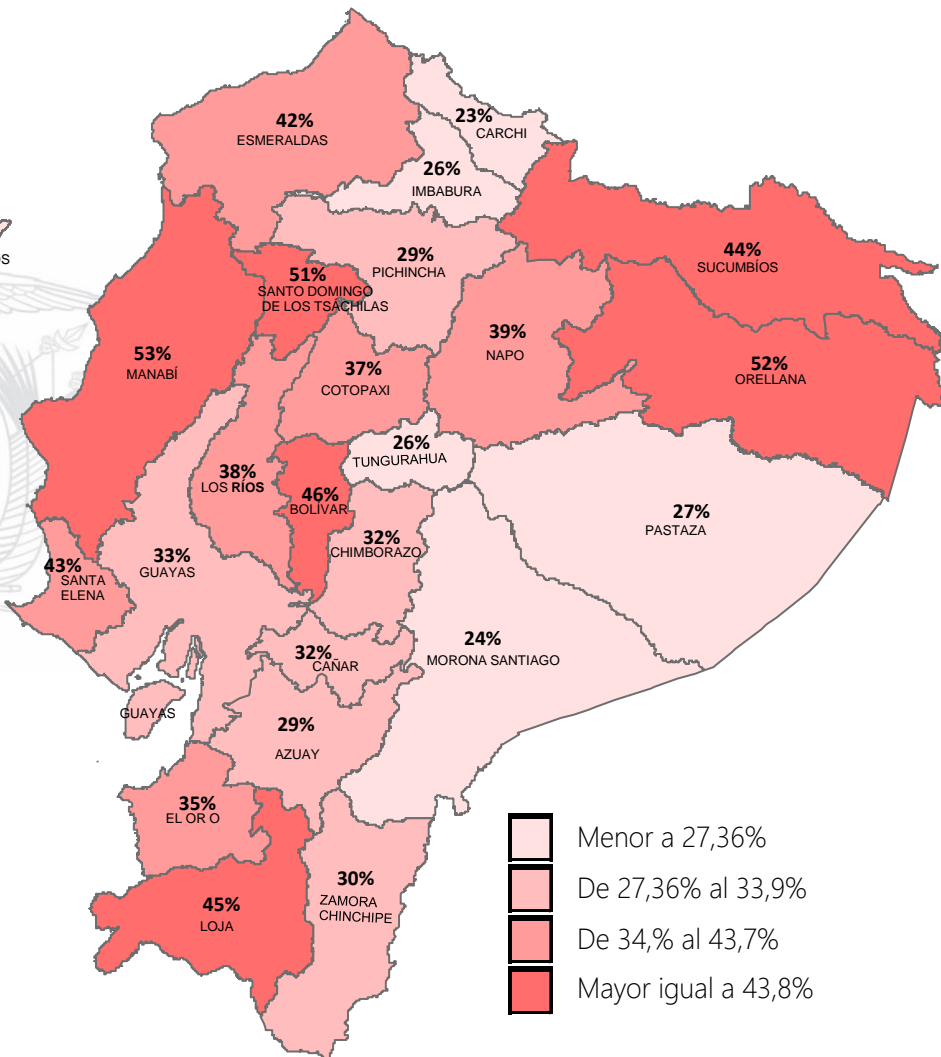 42%
ESMERALDAS
23%
CARCHI
26%
IMBABURA
OS
29%
PICHINCHA
44%
SUCUMBÍOS
51%
SANTO DOMINGO
DE LOS TSÁCHILAS
39%
NAPO
53%
MANABÍ
37%
COTOPAXI
52%
ORELLANA
26%
TUNGURAHUA
38%
LOS RÍOS
46%
BOLÍVAR
27%
PASTAZA
32%
CHIMBORAZO
33%
GUAYAS
43%
SANTA
ELENA
24%
MORONA SANTIAGO
32%
CAÑAR
GUAYAS
29%
AZUAY
35%
EL OR O
30%
ZAMORA
CHINCHIPE
45%
LOJA
Menor a 27,36%
De 27,36% al 33,9%
De 34,% al 43,7%
Mayor igual a 43,8%